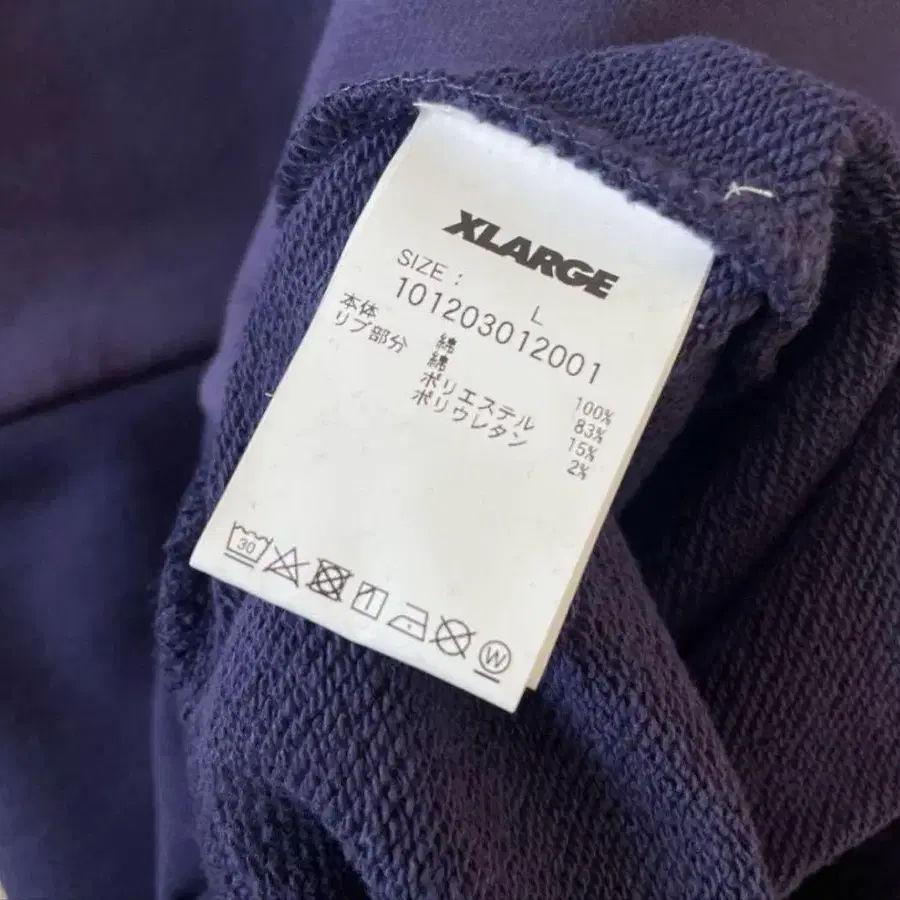 XLARGE
SIZE : L
101203012001
本体 綿 100%
リブ部分 綿 83%
ポリエステル 15%
ポリウレタン 2%
30
W